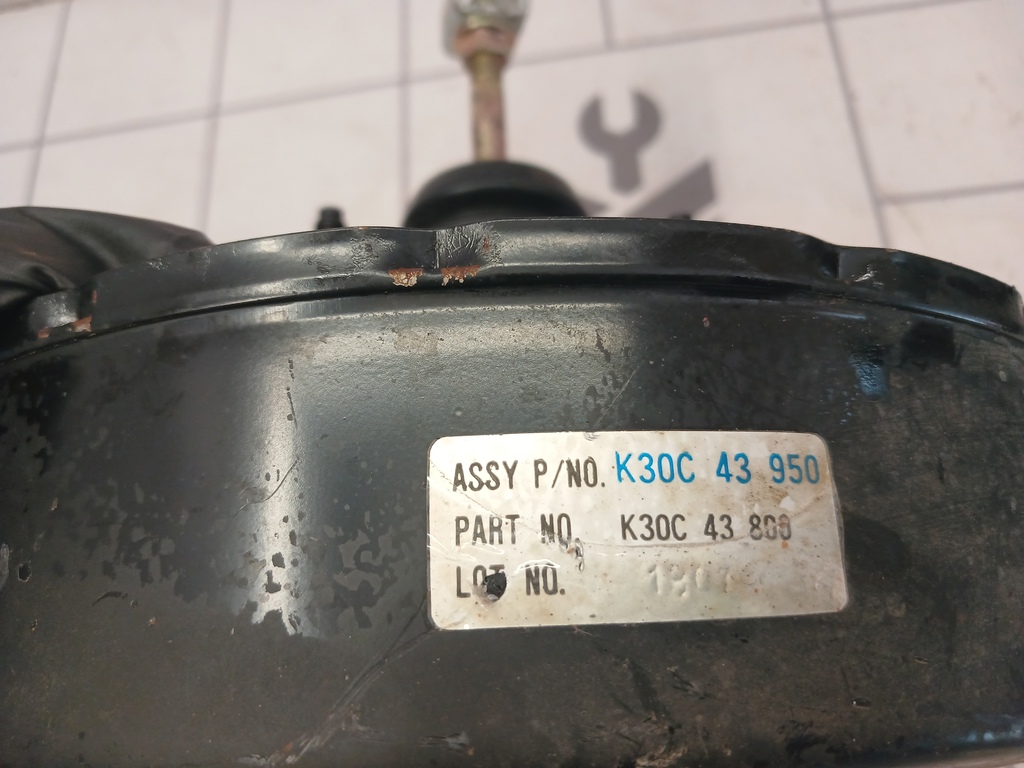 ASSY P/NO. K30C 43 950
PART NO. K30C 43 800
LOT NO.